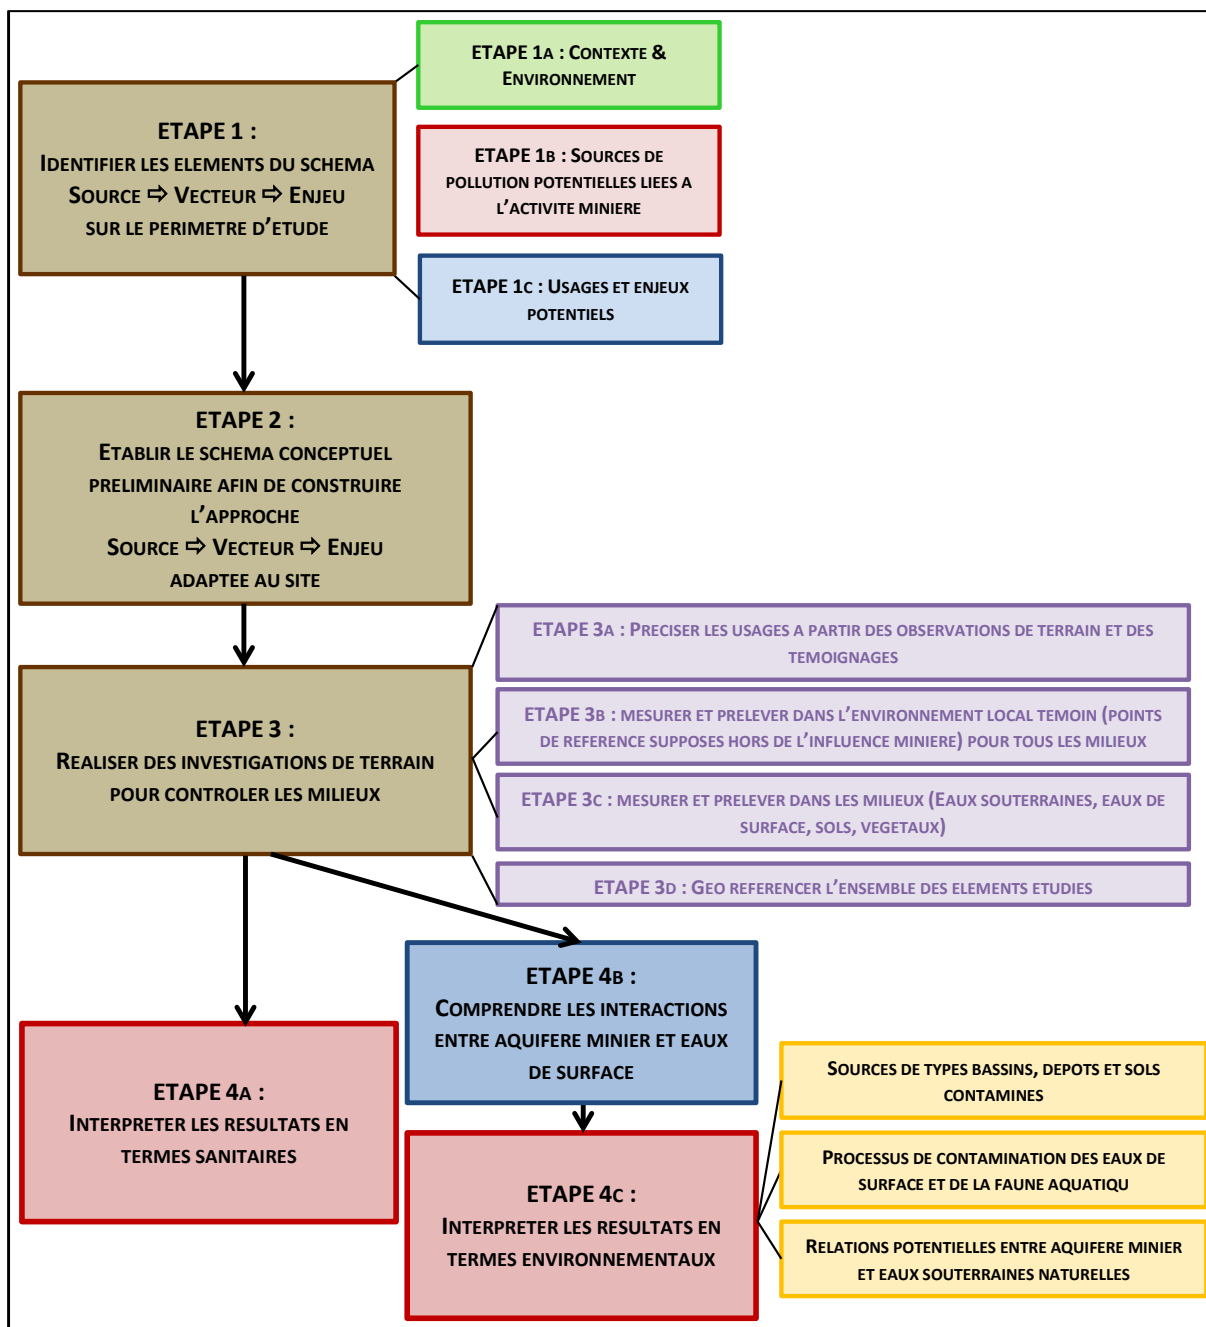 ETAPE 1A : CONTEXTE &
ENVIRONNEMENT
ETAPE 1 :
IDENTIFIER LES ELEMENTS DU SCHEMA
SOURCE ⇨ VECTEUR ⇨ ENJEU
SUR LE PERIMETRE D'ETUDE
ETAPE 1B : SOURCES DE
POLLUTION POTENTIELLES LIEES A
L'ACTIVITE MINIERE
ETAPE 1C : USAGES ET ENJEUX
POTENTIELS
ETAPE 2 :
ETABLIR LE SCHEMA CONCEPTUEL
PRELIMINAIRE AFIN DE CONSTRUIRE
L'APPROCHE
SOURCE ⇨ VECTEUR ⇨ ENJEU
ADAPTEE AU SITE
ETAPE 3 :
REALISER DES INVESTIGATIONS DE TERRAIN
POUR CONTROLER LES MILIEUX
ETAPE 3A : PRECISER LES USAGES A PARTIR DES OBSERVATIONS DE TERRAIN ET DES
TEMOIGNAGES
ETAPE 3B : MESURER ET PRELEVER DANS L'ENVIRONNEMENT LOCAL TEMOIN (POINTS
DE REFERENCE SUPPOSES HORS DE L'INFLUENCE MINIERE) POUR TOUS LES MILIEUX
ETAPE 3C : MESURER ET PRELEVER DANS LES MILIEUX (EAUX SOUTERRAINES, EAUX DE
SURFACE, SOLS, VEGETAUX)
ETAPE 3D : GEO REFERENCER L'ENSEMBLE DES ELEMENTS ETUDIES
ETAPE 4A :
INTERPRETER LES RESULTATS EN
TERMES SANITAIRES
ETAPE 4B :
COMPRENDRE LES INTERACTIONS
ENTRE AQUIFERE MINIER ET EAUX
DE SURFACE
ETAPE 4C :
INTERPRETER LES RESULTATS EN
TERMES ENVIRONNEMENTAUX
SOURCES DE TYPES BASSINS, DEPOTS ET SOLS
CONTAMINES
PROCESSUS DE CONTAMINATION DES EAUX DE
SURFACE ET DE LA FAUNE AQUATIQU
RELATIONS POTENTIELLES ENTRE AQUIFERE MINIER
ET EAUX SOUTERRAINES NATURELLES